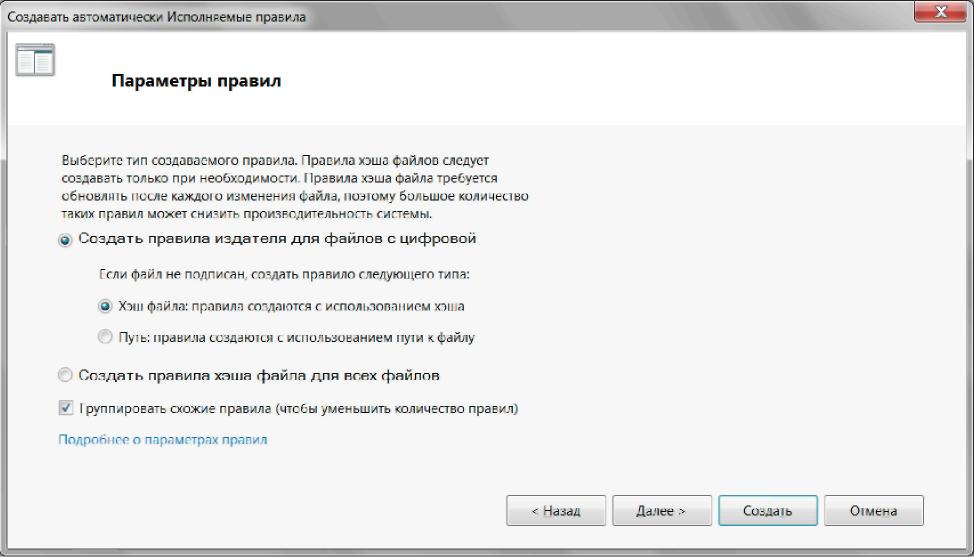 Создавать автоматически Исполняемые правила
Параметры правил
Выберите тип создаваемого правила. Правила хэша файлов следует
создавать только при необходимости. Правила хэша файла требуется
обновлять после каждого изменения файла, поэтому большое количество
таких правил может снизить производительность системы.
Создать правила издателя для файлов с цифровой
Если файл не подписан, создать правило следующего типа:
Хэш файла: правила создаются с использованием хэша
Путь: правила создаются с использованием пути к файлу
Создать правила хэша файла для всех файлов
Группировать схожие правила (чтобы уменьшить количество правил)
Подробнее о параметрах правил
< Назад
Далее >
Создать
Отмена